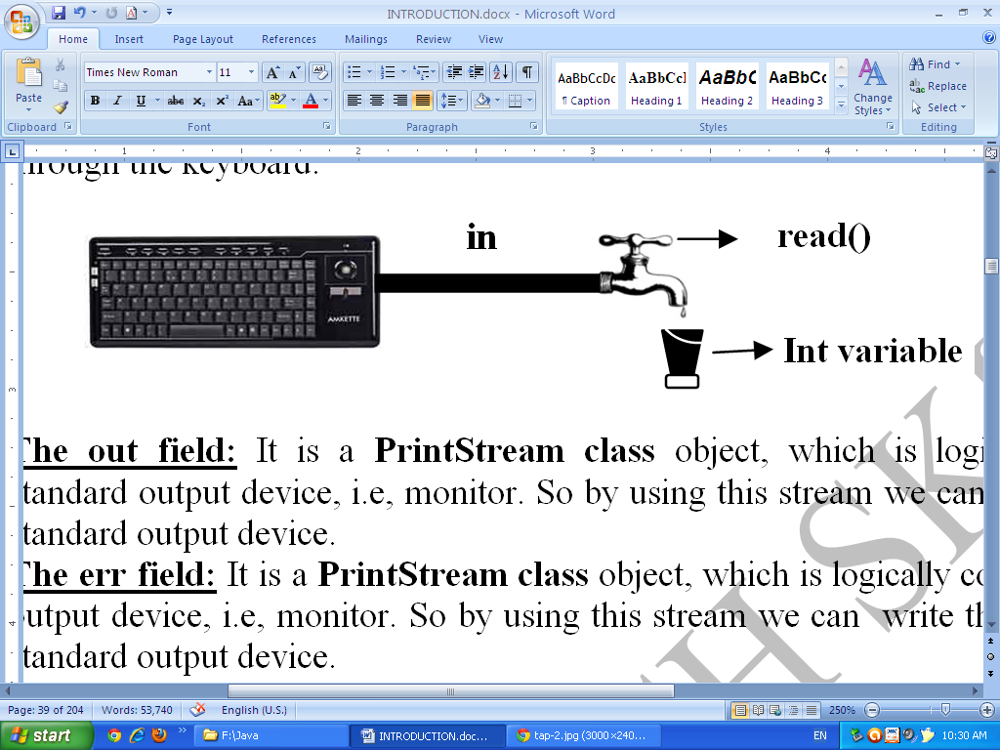 INTRODUCTION.docx - Microsoft Word
Home Insert Page Layout References Mailings Review View
Paste
Clipboard
Times New Roman 11
Font
Paragraph
AaBbCcDc AaBbCcI AaBbC AaBbCc
¶ Caption Heading 1 Heading 2 Heading 3
Change Styles
Styles
Find
Replace
Select
Editing
1 2 3 4
through the keyboard.
in
read()
AMKETTE
Int variable
The out field: It is a PrintStream class object, which is logi
tandard output device, i.e, monitor. So by using this stream we can
tandard output device.
The err field: It is a PrintStream class object, which is logically co
utput device, i.e, monitor. So by using this stream we can write th
tandard output device.
H SK
Page: 39 of 204 Words: 53,740 English (U.S.) 250%
start F:\Java INTRODUCTION.doc... tap-2.jpg (3000×240... EN 10:30 AM